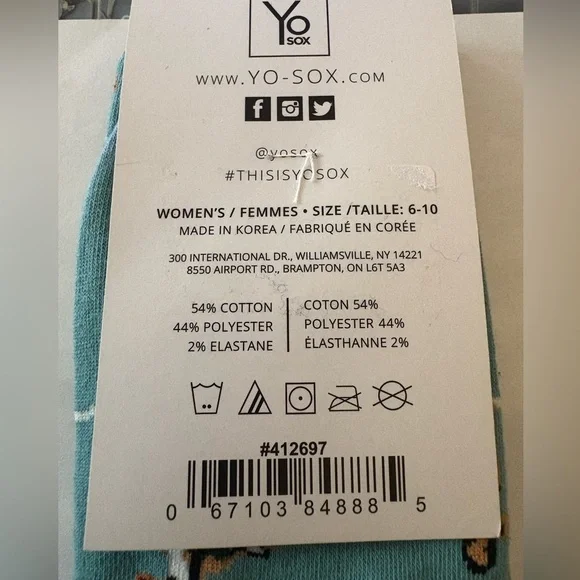 Yo
SOX
WWW.YO-SOX.COM
@yosox
#THISISYOSOX
WOMEN'S / FEMMES • SIZE /TAILLE: 6-10
MADE IN KOREA / FABRIQUÉ EN CORÉE
300 INTERNATIONAL DR., WILLIAMSVILLE, NY 14221
8550 AIRPORT RD., BRAMPTON, ON L6T 5A3
54% COTTON COTON 54%
44% POLYESTER POLYESTER 44%
2% ELASTANE ÉLASTHANNE 2%
#412697
0 67103 84888 5